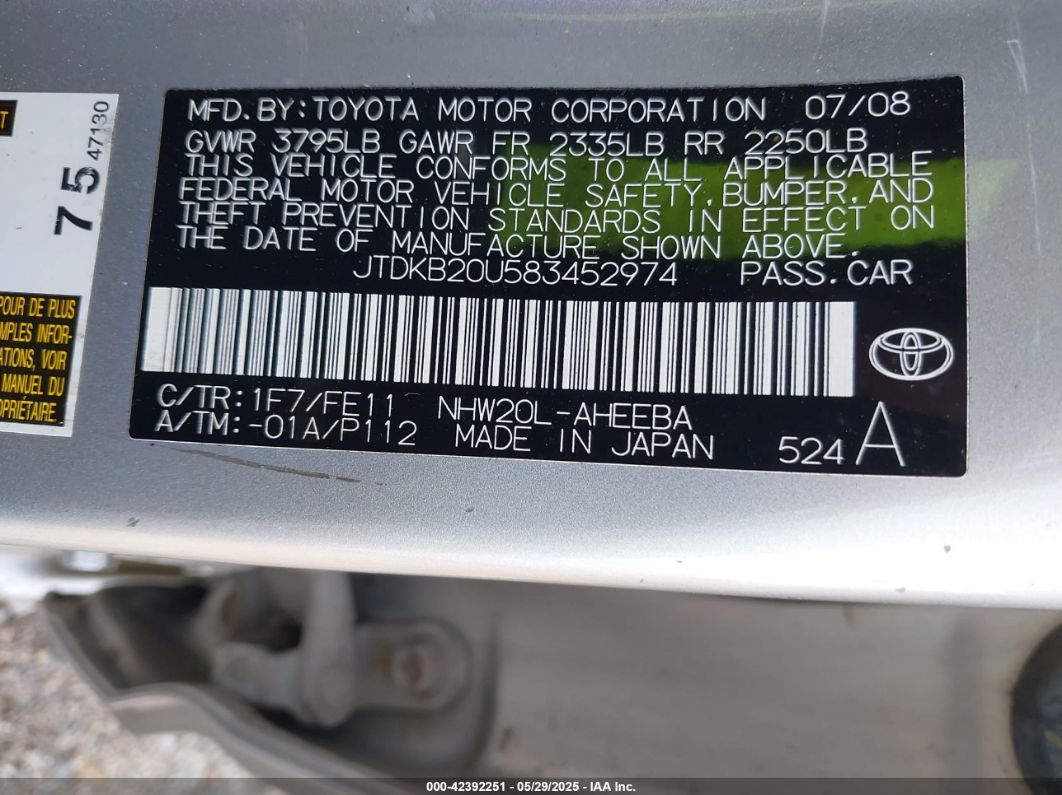 T
47130
7 5
POUR DE PLUS
MPLES INFOR-
ATIONS, VOIR
MANUEL DU
OPRIÉTAIRE.
MFD.BY:TOYOTA MOTOR CORPORATION 07/08
GVWR 3795LB GAWR FR 2335LB RR 2250LB
THIS VEHICLE CONFORMS TO ALL APPLICABLE
FEDERAL MOTOR VEHICLE SAFETY,BUMPER,AND
THEFT PREVENTION STANDARDS IN EFFECT ON
THE DATE OF MANUFACTURE SHOWN ABOVE.
JTDKB20U583452974 PASS.CAR
C/TR:1F7/FE11 NHW20L-AHEEBA
A/TM:-01A/P112 MADE IN JAPAN 524 A
000-42392251 - 05/29/2025 - IAA Inc.